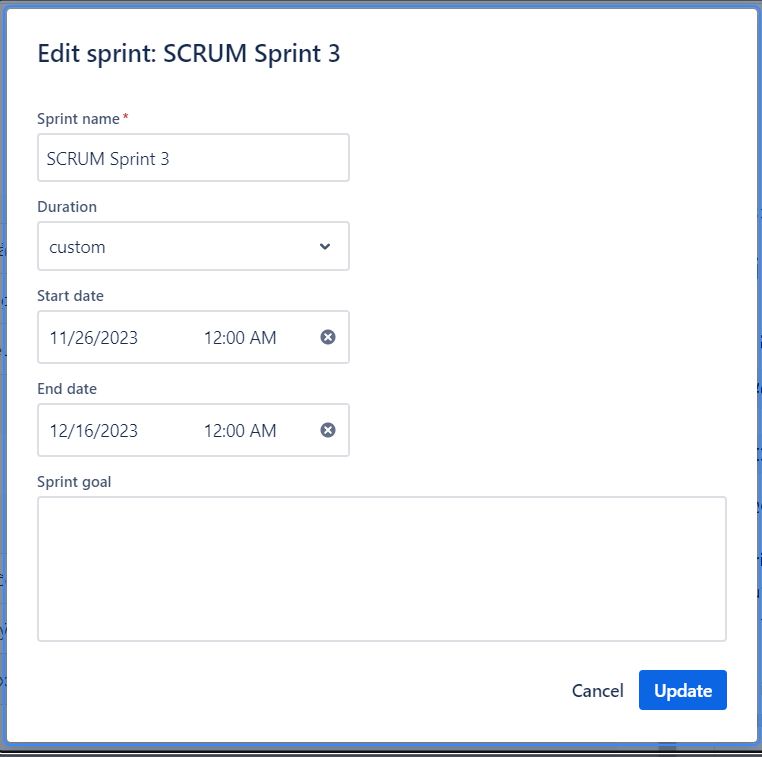 Edit sprint: SCRUM Sprint 3
Sprint name*
SCRUM Sprint 3
Duration
custom
Start date
11/26/2023 12:00 AM
End date
12/16/2023 12:00 AM
Sprint goal
Cancel Update